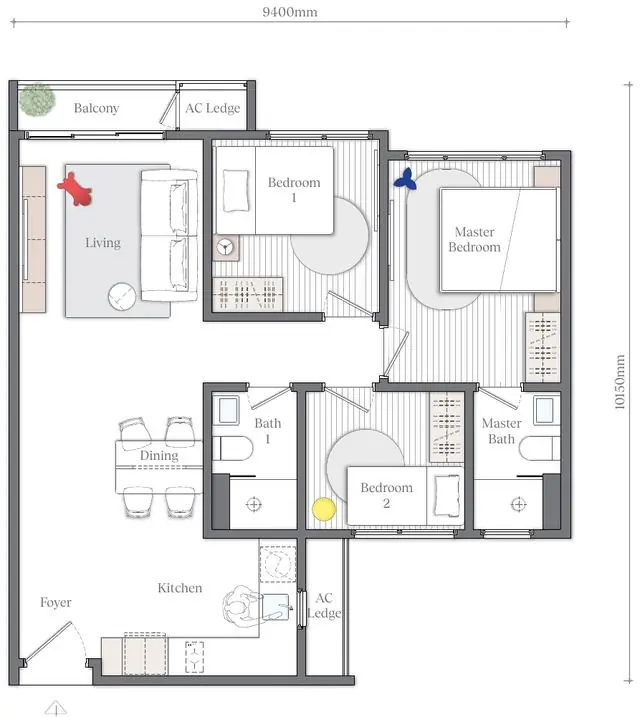 9400mm
Balcony
AC Ledge
Bedroom
1
Living
Master
Bedroom
10150mm
Bath
1
Master
Bath
Dining
Bedroom
2
Kitchen
AC
Ledge
Foyer